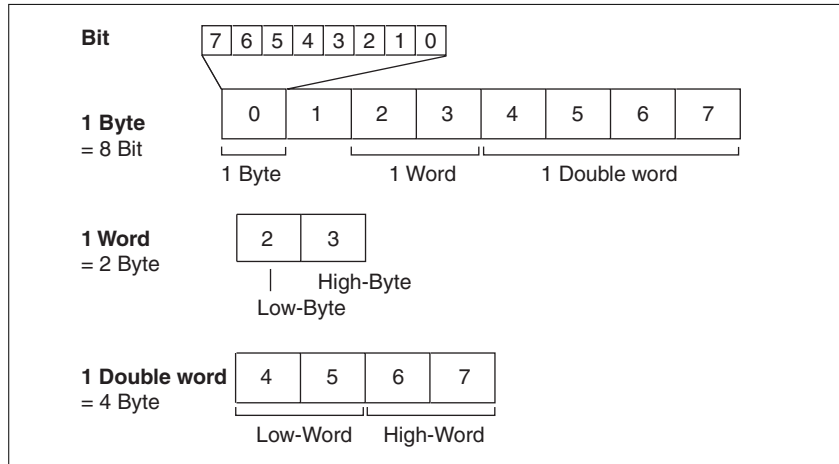 Bit
7 6 5 4 3 2 1 0
1 Byte
= 8 Bit
0 1 2 3 4 5 6 7
1 Byte 1 Word 1 Double word
1 Word
= 2 Byte
2 3
High-Byte
Low-Byte
1 Double word
= 4 Byte
4 5 6 7
Low-Word High-Word